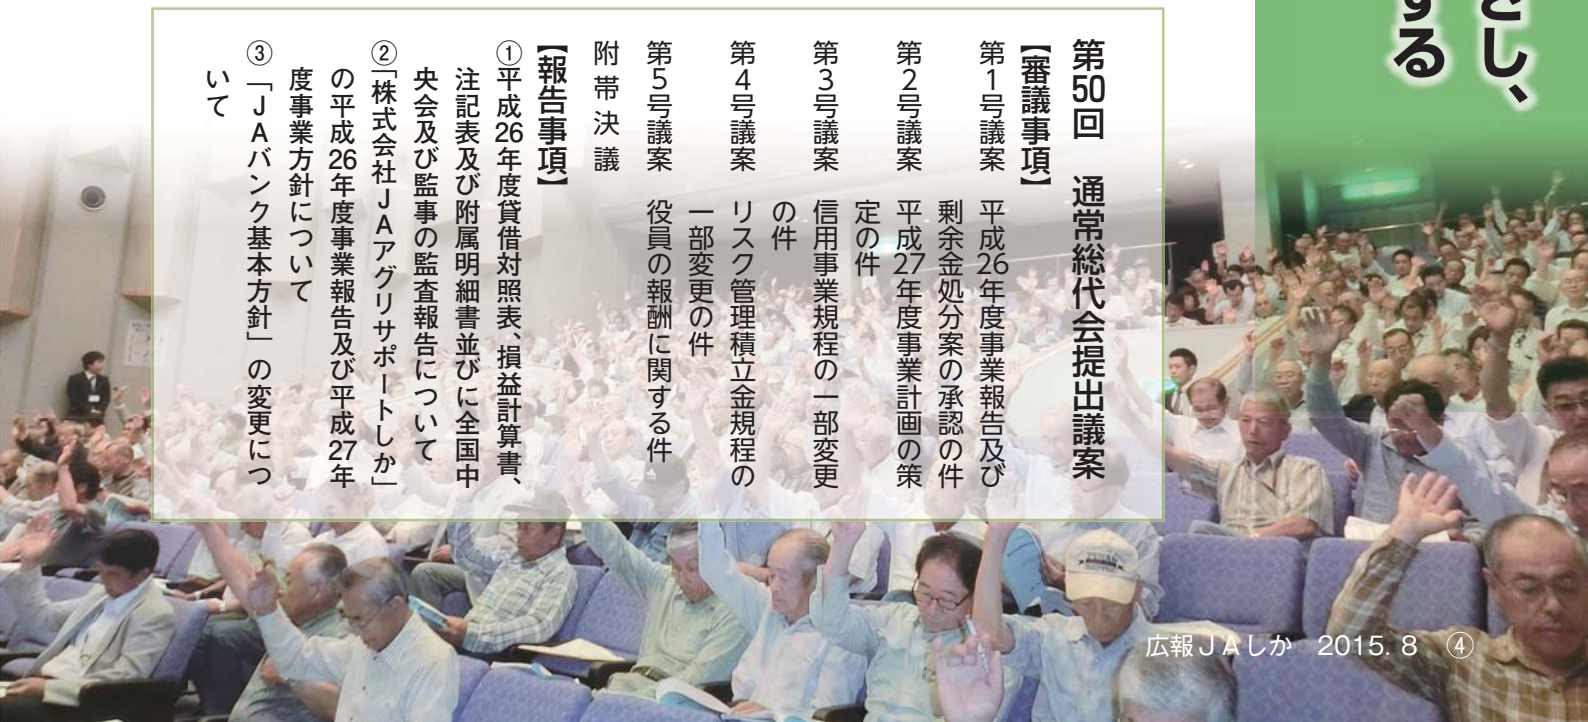 とし、
する
第50回　通常総代会提出議案
【審議事項】
第１号議案　平成26年度事業報告及び
剰余金処分案の承認の件
第２号議案　平成27年度事業計画の策
定の件
第３号議案　信用事業規程の一部変更
の件
第４号議案　リスク管理積立金規程の
一部変更の件
第５号議案　役員の報酬に関する件
附帯決議
【報告事項】
①平成26年度貸借対照表、損益計算書、
注記表及び附属明細書並びに全国中
央会及び監事の監査報告について
②「株式会社ＪＡアグリサポートしか」
の平成26年度事業報告及び平成27年
度事業方針について
③「ＪＡバンク基本方針」の変更につ
いて
広報ＪＡしか　2015. 8　④